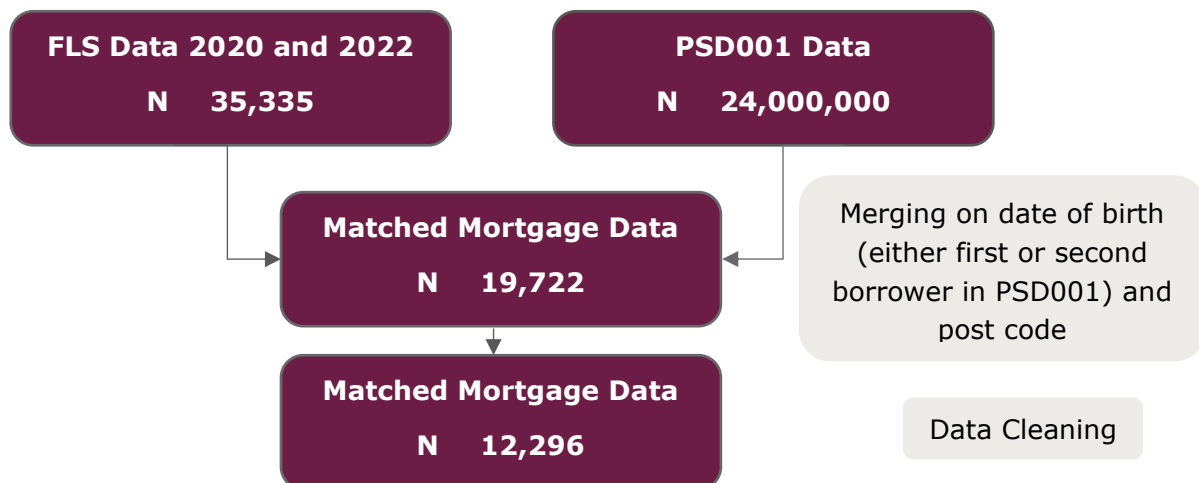 FLS Data 2020 and 2022
N 35,335
PSD001 Data
N 24,000,000
Matched Mortgage Data
N 19,722
Merging on date of birth
(either first or second
borrower in PSD001) and
post code
Matched Mortgage Data
N 12,296
Data Cleaning